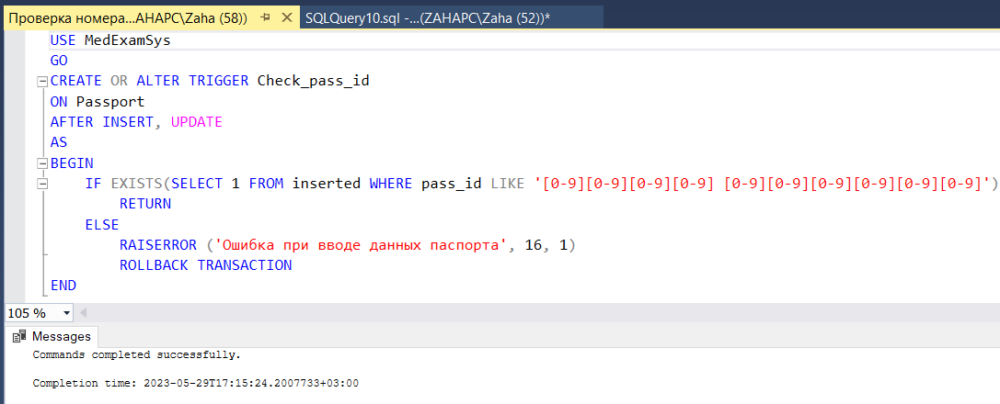 Проверка номера...AHAPC\Zaha (58)) SQLQuery10.sql -...(ZAHAPC\Zaha (52))*
USE MedExamSys
GO
CREATE OR ALTER TRIGGER Check_pass_id
ON Passport
AFTER INSERT, UPDATE
AS
BEGIN
IF EXISTS(SELECT 1 FROM inserted WHERE pass_id LIKE '[0-9][0-9][0-9][0-9] [0-9][0-9][0-9][0-9][0-9][0-9]')
RETURN
ELSE
RAISERROR ('Ошибка при вводе данных паспорта', 16, 1)
ROLLBACK TRANSACTION
END
105 %
Messages
Commands completed successfully.
Completion time: 2023-05-29T17:15:24.2007733+03:00